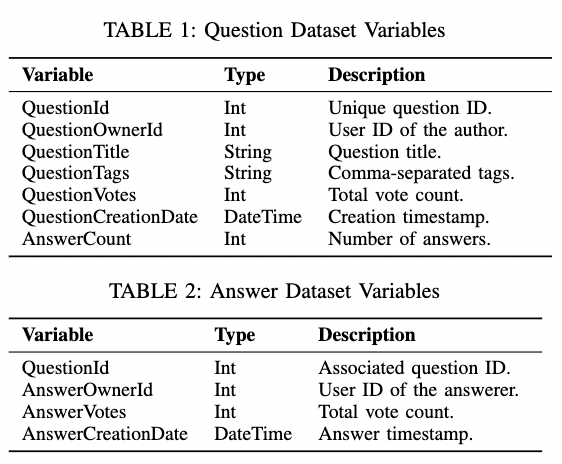 TABLE 1: Question Dataset Variables
Variable Type Description
QuestionId Int Unique question ID.
QuestionOwnerId Int User ID of the author.
QuestionTitle String Question title.
QuestionTags String Comma-separated tags.
QuestionVotes Int Total vote count.
QuestionCreationDate DateTime Creation timestamp.
AnswerCount Int Number of answers.
TABLE 2: Answer Dataset Variables
Variable Type Description
QuestionId Int Associated question ID.
AnswerOwnerId Int User ID of the answerer.
AnswerVotes Int Total vote count.
AnswerCreationDate DateTime Answer timestamp.